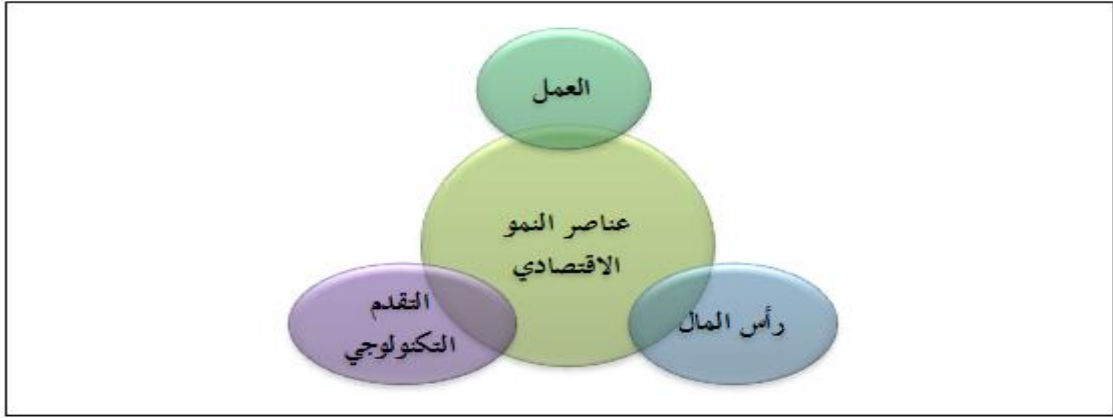 العمل
عناصر النمو
الاقتصادي
رأس المال
التقدم
التكنولوجي